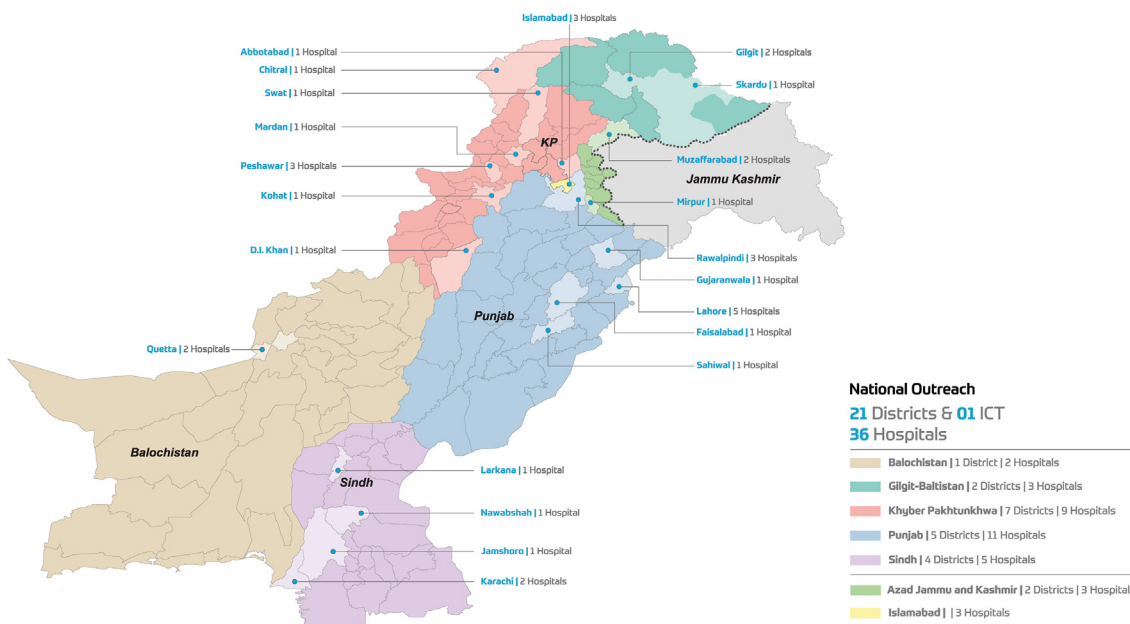 Islamabad | 3 Hospitals
Abbotabad | 1 Hospital
Chitral | 1 Hospital
Swat | 1 Hospital
Mardan | 1 Hospital
Peshawar | 3 Hospitals
Kohat | 1 Hospital
D.I. Khan | 1 Hospital
Quetta | 2 Hospitals
Gilgit | 2 Hospitals
Skardu | 1 Hospital
KP
Muzaffarabad | 2 Hospitals
Jammu Kashmir
Mirpur | 1 Hospital
Rawalpindi | 3 Hospitals
Gujaranwala | 1 Hospital
Lahore | 5 Hospitals
Punjab
Faisalabad | 1 Hospital
Sahiwal | 1 Hospital
Balochistan
Larkana | 1 Hospital
Sindh
Nawabshah | 1 Hospital
Jamshoro | 1 Hospital
Karachi | 2 Hospitals
National Outreach
21 Districts & 01 ICT
36 Hospitals
Balochistan | 1 District | 2 Hospitals
Gilgit-Baltistan | 2 Districts | 3 Hospitals
Khyber Pakhtunkhwa | 7 Districts | 9 Hospitals
Punjab | 5 Districts | 11 Hospitals
Sindh | 4 Districts | 5 Hospitals
Azad Jammu and Kashmir | 2 Districts | 3 Hospital
Islamabad | | 3 Hospitals